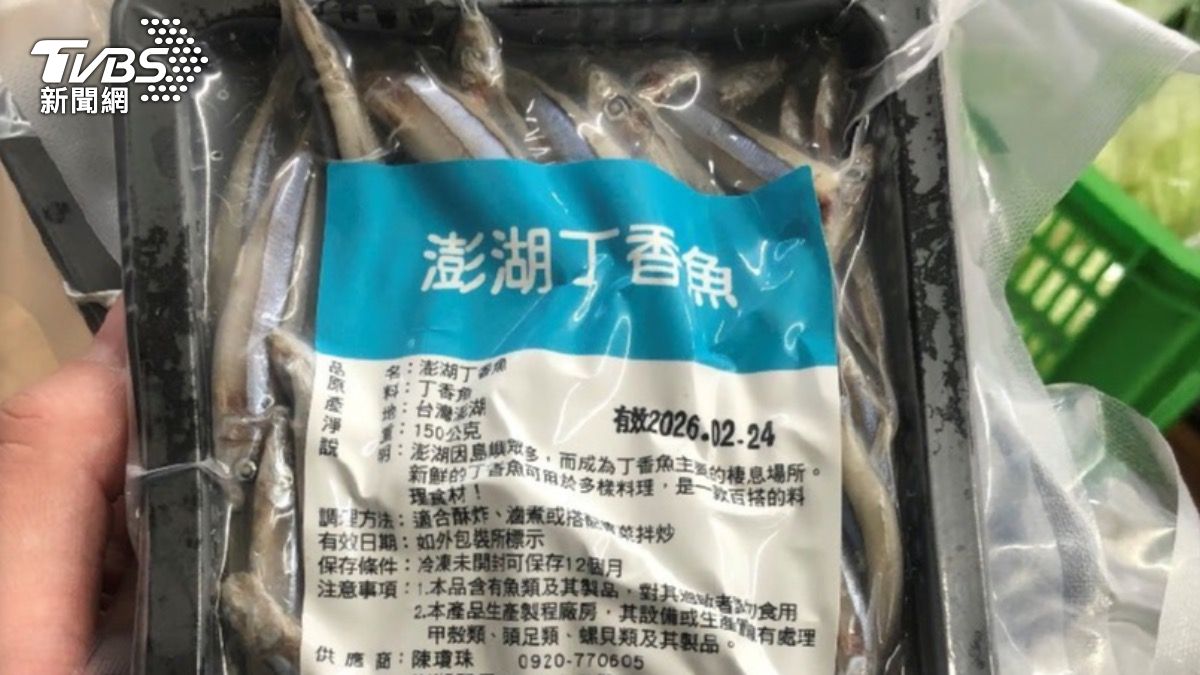 TVBS
新聞網
澎湖丁香魚
品名：澎湖丁香魚
原料：丁香魚
產地：台灣澎湖
淨重：150公克
有效2026.02.24
說明：澎湖因島嶼眾多，而成為丁香魚主要的棲息場所。
新鮮的丁香魚可用於多樣料理，是一款百搭的料
理食材！
調理方法：適合酥炸、滷煮或搭配蔬菜拌炒
有效日期：如外包裝所標示
保存條件：冷凍未開封可保存12個月
注意事項：1.本品含有魚類及其製品，對其過敏者請勿食用
2.本產品生產製程廠房，其設備或生產管線有處理
甲殼類、頭足類、螺貝類及其製品。
供應商：陳瓊珠 0920-770605